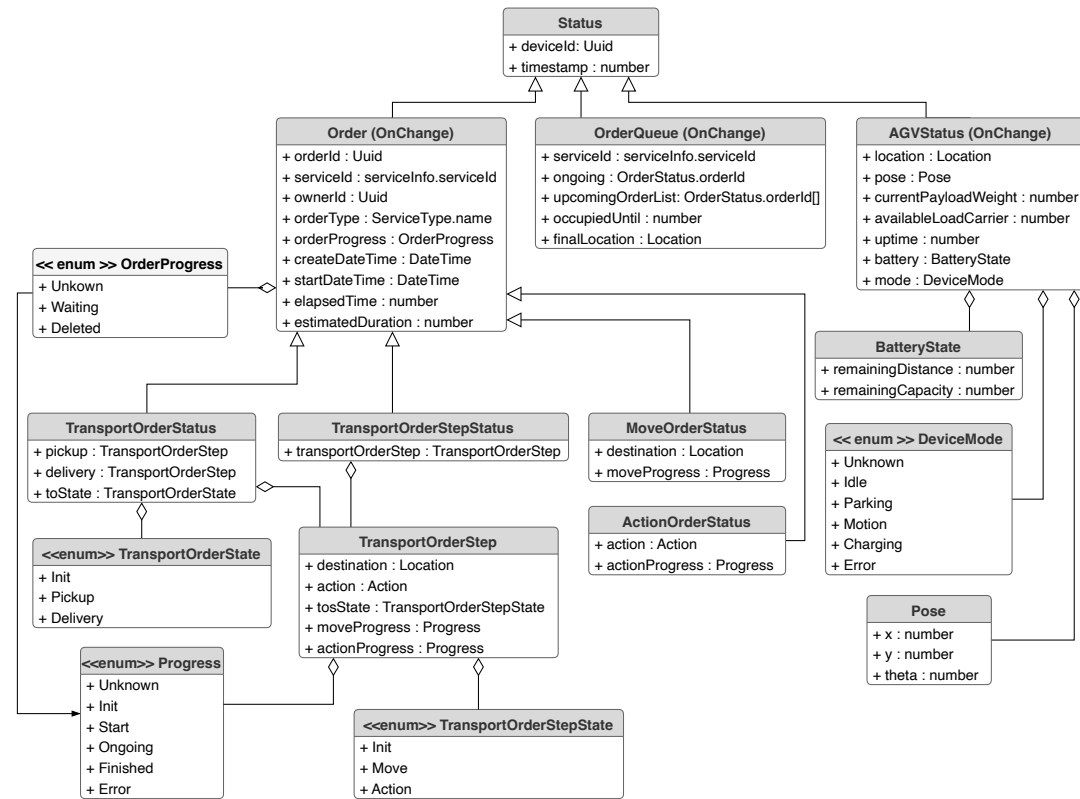 Status
+ deviceId: Uuid
+ timestamp : number
Order (OnChange)
+ orderId : Uuid
+ serviceId : serviceInfo.serviceId
+ ownerId : Uuid
+ orderType : ServiceType.name
+ orderProgress : OrderProgress
+ createDateTime : DateTime
+ startDateTime : DateTime
+ elapsedTime : number
+ estimatedDuration : number
OrderQueue (OnChange)
+ serviceId : serviceInfo.serviceId
+ ongoing : OrderStatus.orderId
+ upcomingOrderList: OrderStatus.orderId[]
+ occupiedUntil : number
+ finalLocation : Location
AGVStatus (OnChange)
+ location : Location
+ pose : Pose
+ currentPayloadWeight : number
+ availableLoadCarrier : number
+ uptime : number
+ battery : BatteryState
+ mode : DeviceMode
<< enum >> OrderProgress
+ Unkown
+ Waiting
+ Deleted
BatteryState
+ remainingDistance : number
+ remainingCapacity : number
TransportOrderStatus
+ pickup : TransportOrderStep
+ delivery : TransportOrderStep
+ toState : TransportOrderState
TransportOrderStepStatus
+ transportOrderStep : TransportOrderStep
MoveOrderStatus
+ destination : Location
+ moveProgress : Progress
<< enum >> DeviceMode
+ Unknown
+ Idle
+ Parking
+ Motion
+ Charging
+ Error
ActionOrderStatus
+ action : Action
+ actionProgress : Progress
<<enum>> TransportOrderState
+ Init
+ Pickup
+ Delivery
TransportOrderStep
+ destination : Location
+ action : Action
+ tosState : TransportOrderStepState
+ moveProgress : Progress
+ actionProgress : Progress
Pose
+ x : number
+ y : number
+ theta : number
<<enum>> Progress
+ Unknown
+ Init
+ Start
+ Ongoing
+ Finished
+ Error
<<enum>> TransportOrderStepState
+ Init
+ Move
+ Action